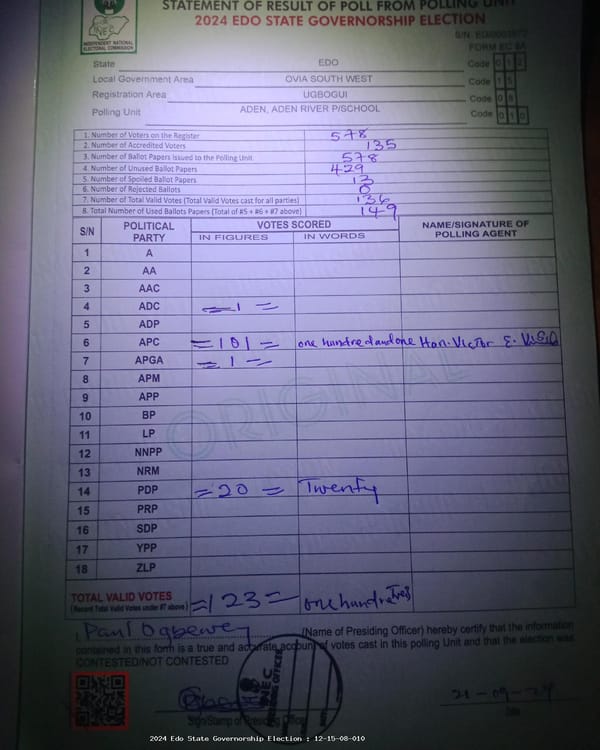 STATEMENT OF RESULT OF POLL FROM POLLING UNIT
2024 EDO STATE GOVERNORSHIP ELECTION
INEC
INDEPENDENT NATIONAL ELECTORAL COMMISSION
FORM EC 8A
State EDO Code 0 1 2
Local Government Area OVIA SOUTH WEST Code 1 5
Registration Area UGBOGUI Code 0 8
Polling Unit ADEN, ADEN RIVER P/SCHOOL Code 0 1 0
1. Number of Voters on the Register 578
2. Number of Accredited Voters 135
3. Number of Ballot Papers Issued to the Polling Unit 578
4. Number of Unused Ballot Papers 429
5. Number of Spoiled Ballot Papers 13
6. Number of Rejected Ballots 0
7. Number of Total Valid Votes (Total Valid Votes cast for all parties) 136
8. Total Number of Used Ballots Papers (Total of #5 + #6 + #7 above) 149
S/N POLITICAL PARTY VOTES SCORED NAME/SIGNATURE OF POLLING AGENT
IN FIGURES IN WORDS
1 A
2 AA
3 AAC
4 ADC = 1 =
5 ADP
6 APC = 101 = one hundred and one Hon. Victor E.
7 APGA = 1 =
8 APM
9 APP
10 BP
11 LP
12 NNPP
13 NRM
14 PDP = 20 = Twenty
15 PRP
16 SDP
17 YPP
18 ZLP
ORIGINAL
TOTAL VALID VOTES
(Record Total Valid Votes under #7 above) = 123 = one hundred
I, Paul (Name of Presiding Officer) hereby certify that the information
contained in this form is a true and accurate account of votes cast in this polling Unit and that the election was
CONTESTED/NOT CONTESTED
INEC
PRESIDING OFFICER
21-09-24
Sign/Stamp of Presiding Officer Date
2024 Edo State Governorship Election : 12-15-08-010